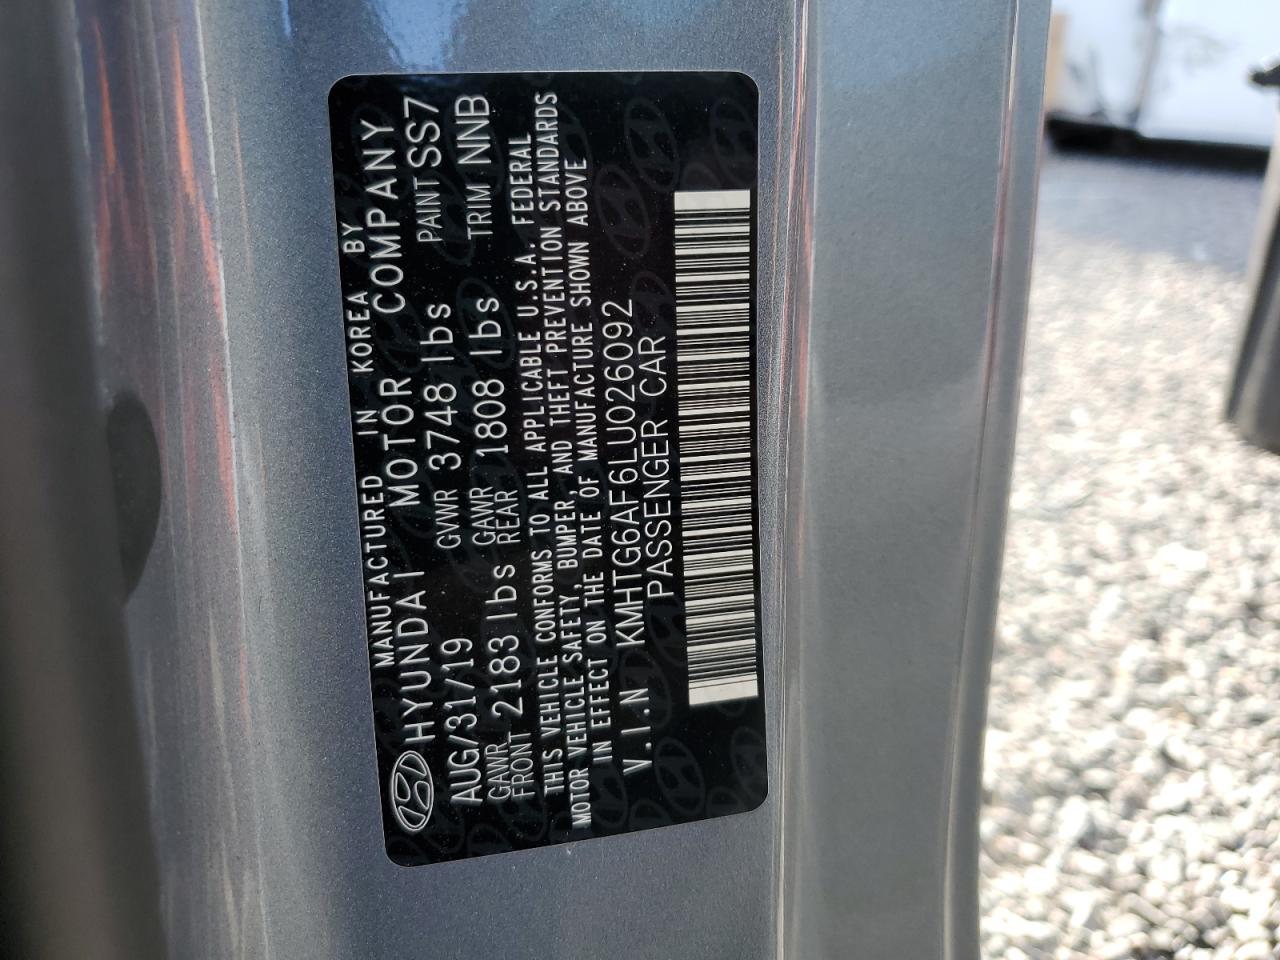 MANUFACTURED IN KOREA BY
HYUNDAI MOTOR COMPANY
AUG/31/19 GVWR 3748 lbs PAINT SS7
GAWR FRONT 2183 lbs GAWR REAR 1808 lbs TRIM NNB
THIS VEHICLE CONFORMS TO ALL APPLICABLE U.S.A. FEDERAL
MOTOR VEHICLE SAFETY, BUMPER, AND THEFT PREVENTION STANDARDS
IN EFFECT ON THE DATE OF MANUFACTURE SHOWN ABOVE
V.I.N KMHTG6AF6LU026092
PASSENGER CAR